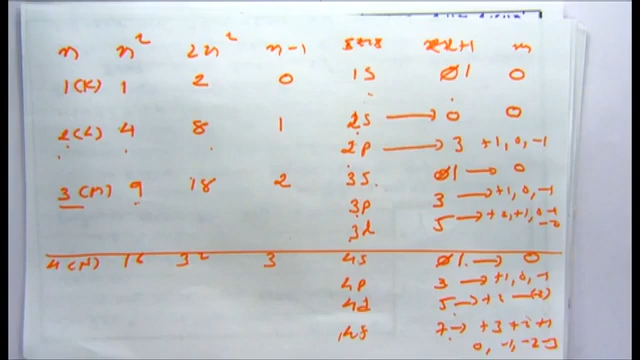 n n² 2n² n-1 m
1(K) 1 2 0 1s 1 0
2(L) 4 8 1 2s → 0 0
2p → 3 +1, 0, -1
3(M) 9 18 2 3s 1 → 0
3p 3 → +1, 0, -1
3d 5 → +2, +1, 0 -1
-2
4(N) 16 32 3 4s 1 → 0
4p 3 → +1, 0, -1
4d 5 → +2 — (-2)
4f 7 → +3 +2 +1
0, -1, -2 -3